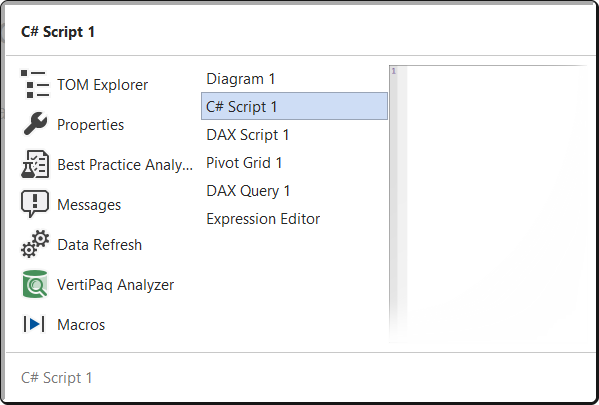 C# Script 1
TOM Explorer
Properties
Best Practice Analy...
Messages
Data Refresh
VertiPaq Analyzer
Macros
Diagram 1
C# Script 1
DAX Script 1
Pivot Grid 1
DAX Query 1
Expression Editor
1
C# Script 1